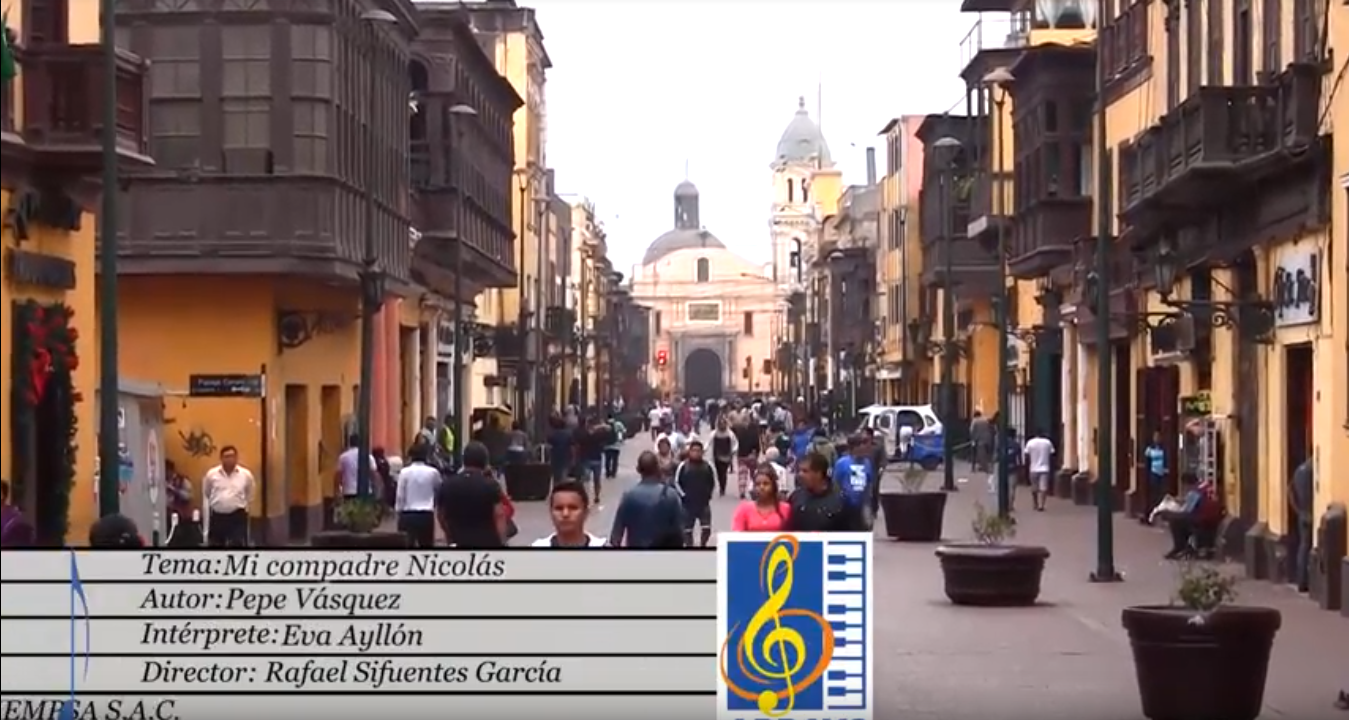 Tema:Mi compadre Nicolás
Autor:Pepe Vásquez
Intérprete:Eva Ayllón
Director: Rafael Sifuentes García
EMPSA S.A.C.